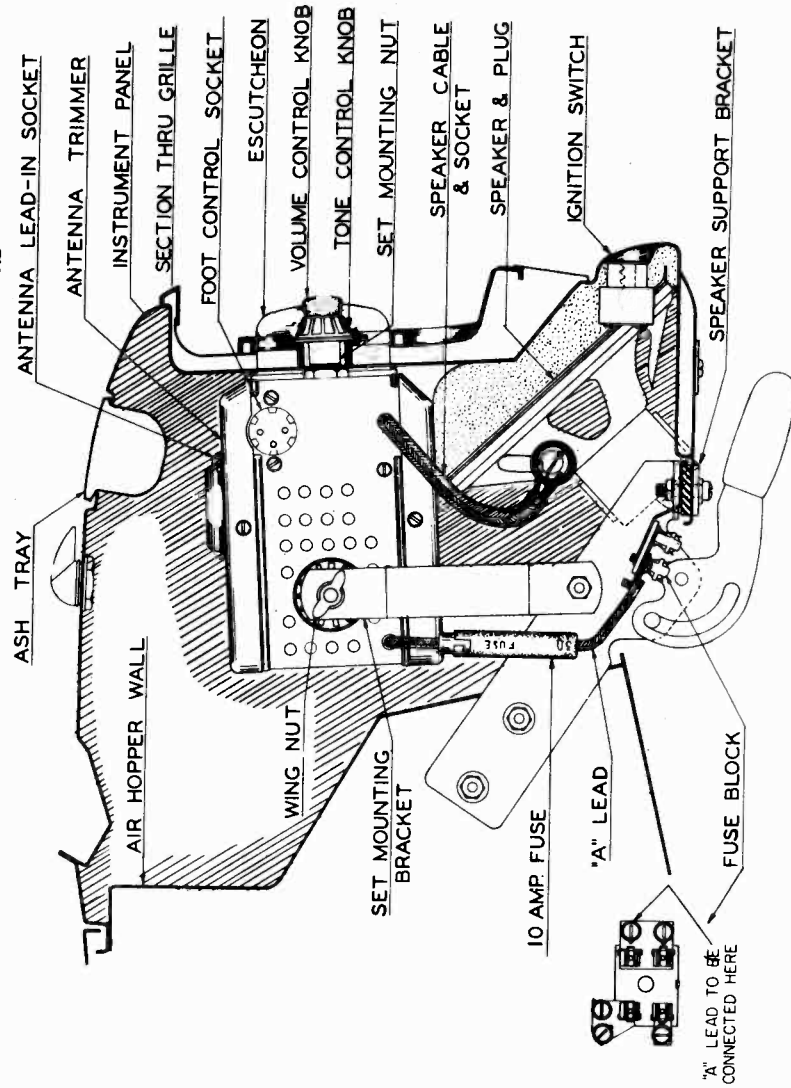 ANTENNA LEAD-IN SOCKET
ANTENNA TRIMMER
INSTRUMENT PANEL
SECTION THRU GRILLE
FOOT CONTROL SOCKET
ESCUTCHEON
VOLUME CONTROL KNOB
TONE CONTROL KNOB
SET MOUNTING NUT
SPEAKER CABLE
& SOCKET
SPEAKER & PLUG
IGNITION SWITCH
SPEAKER SUPPORT BRACKET
ASH TRAY
AIR HOPPER WALL
WING NUT
SET MOUNTING
BRACKET
10 AMP. FUSE
FUSE
30
"A" LEAD
FUSE BLOCK
"A" LEAD TO BE
CONNECTED HERE